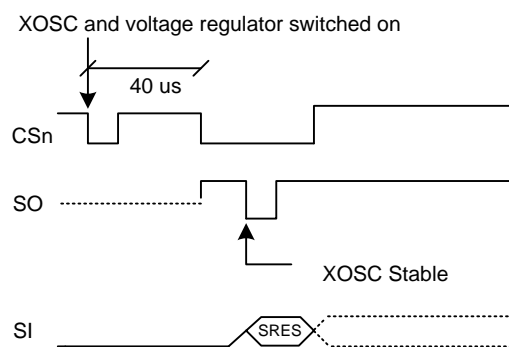 XOSC and voltage regulator switched on
40 us
CSn
SO
XOSC Stable
SI
SRES